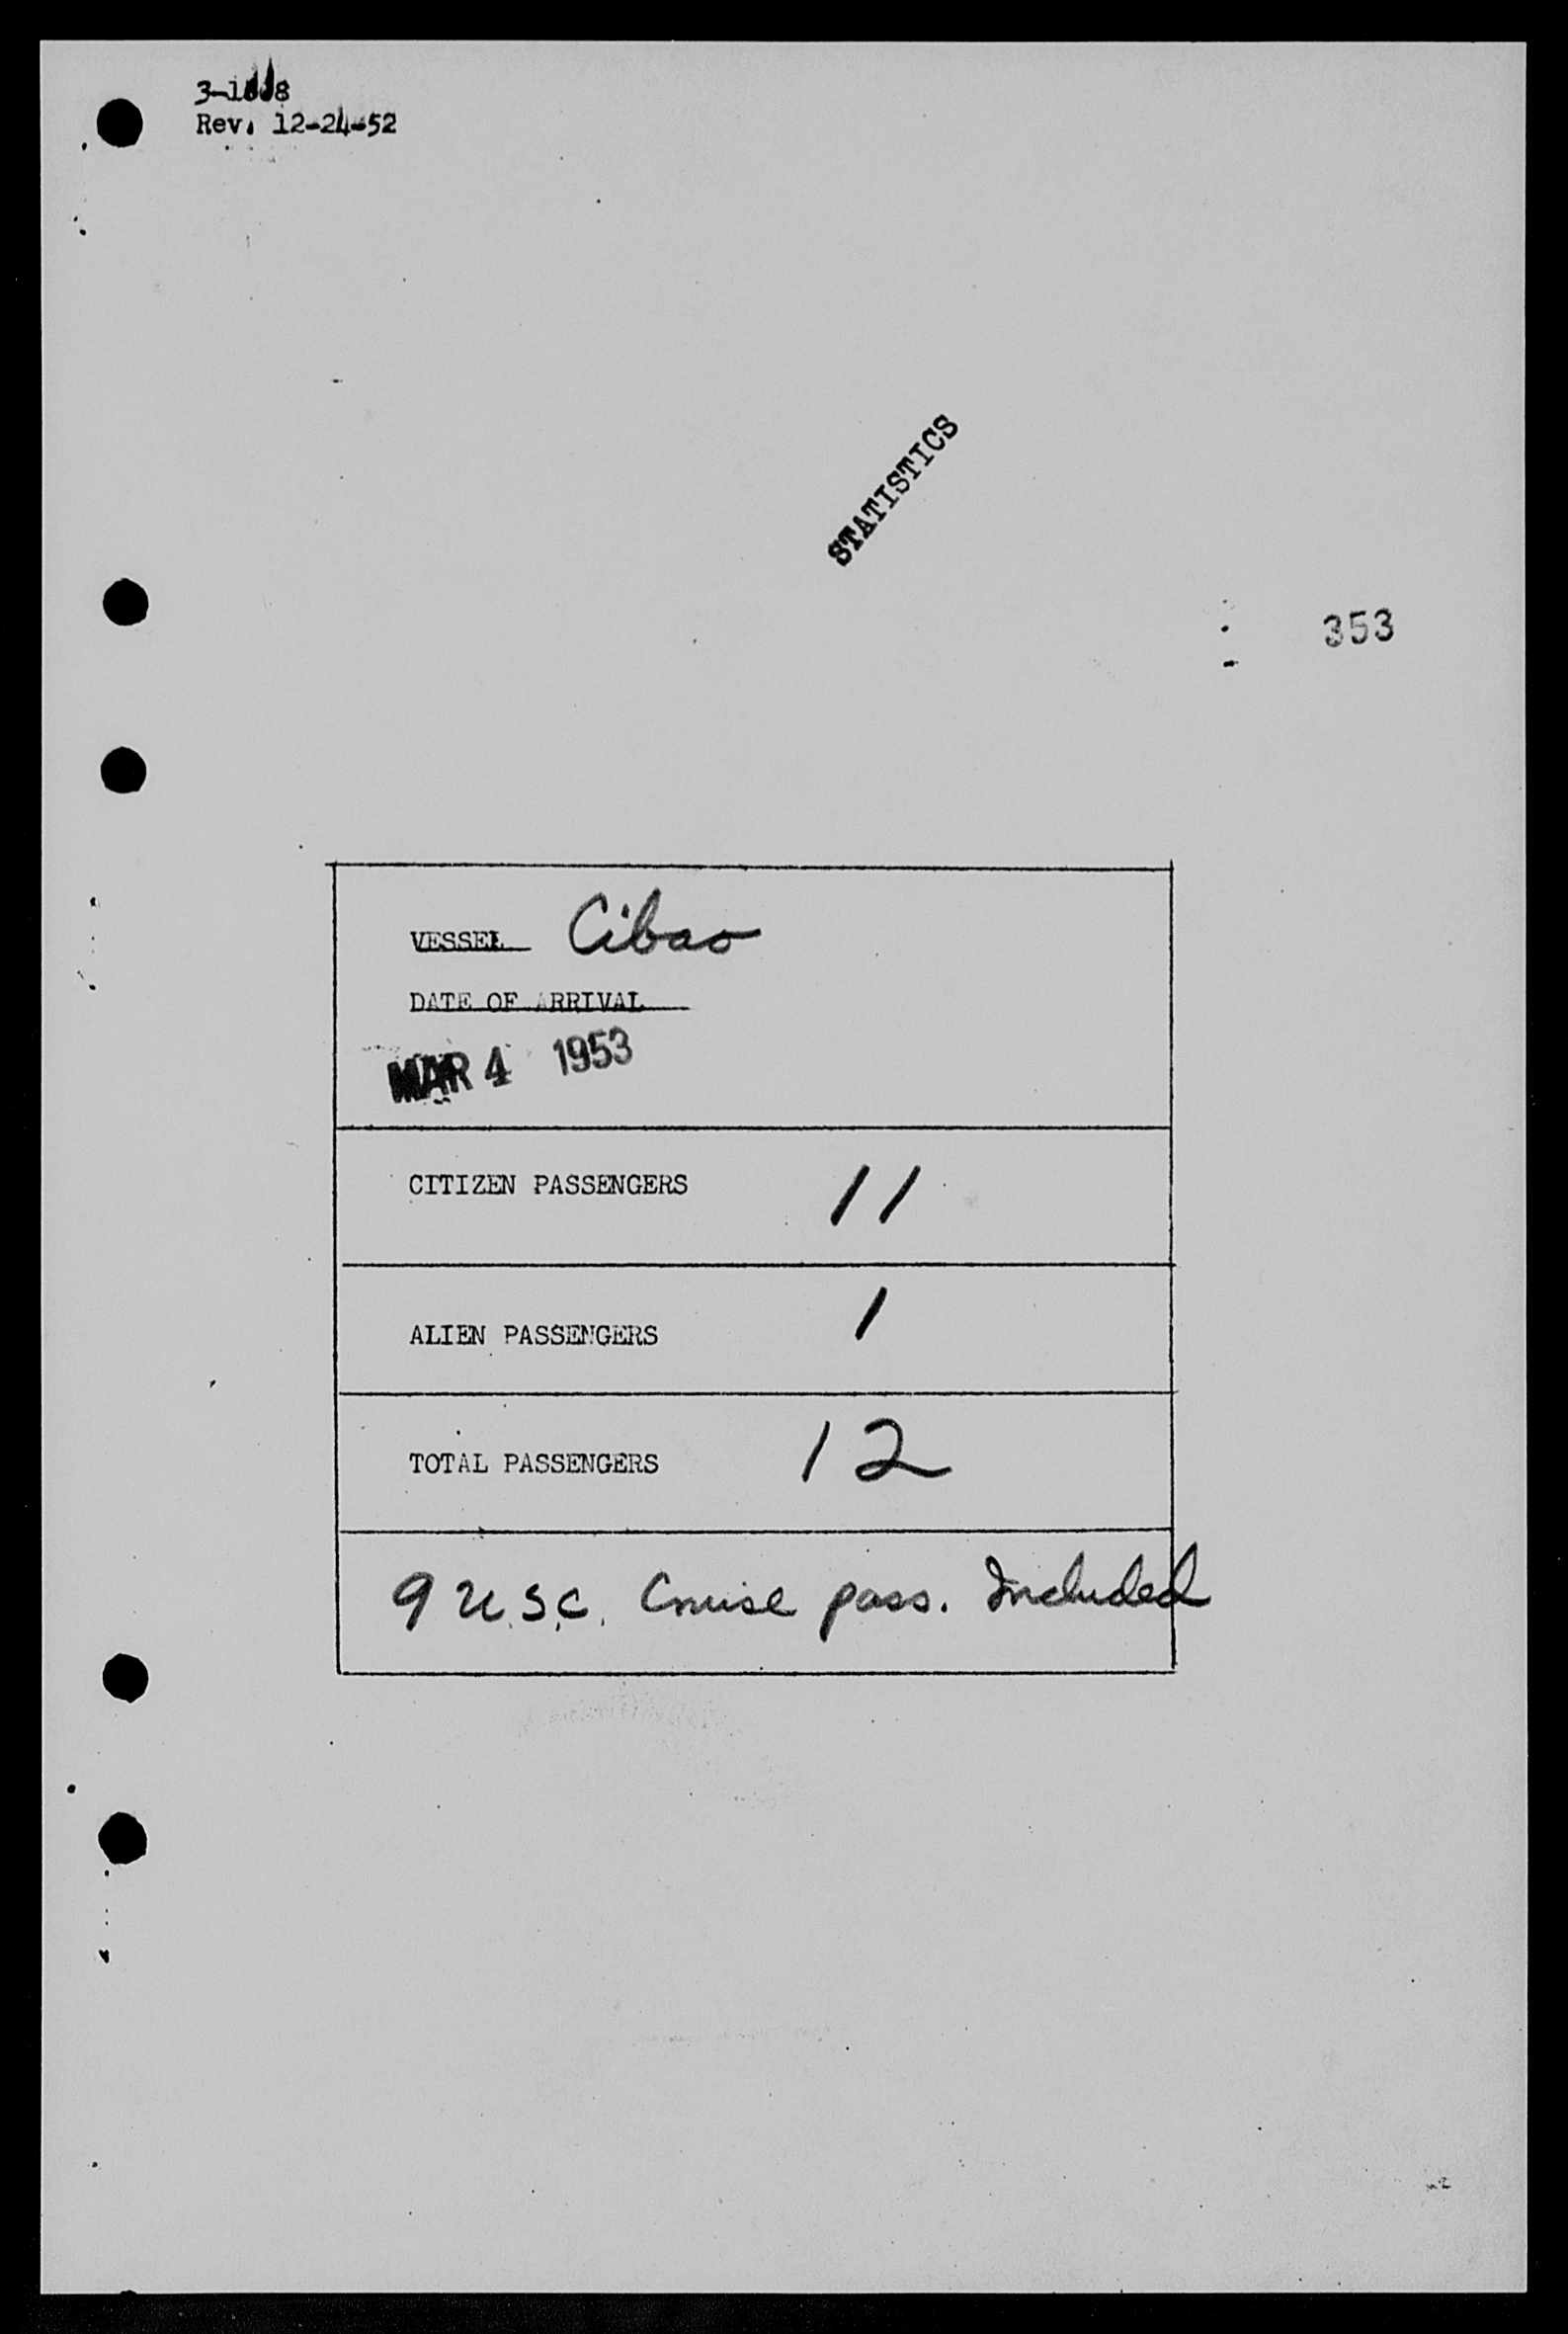 Rev. 12-24-52
STATISTICS
353
VESSEL Cibao
DATE OF ARRIVAL
MAR 4 1953
CITIZEN PASSENGERS 11
ALIEN PASSENGERS 1
TOTAL PASSENGERS 12
9 U.S.C. Cruise pass. Included